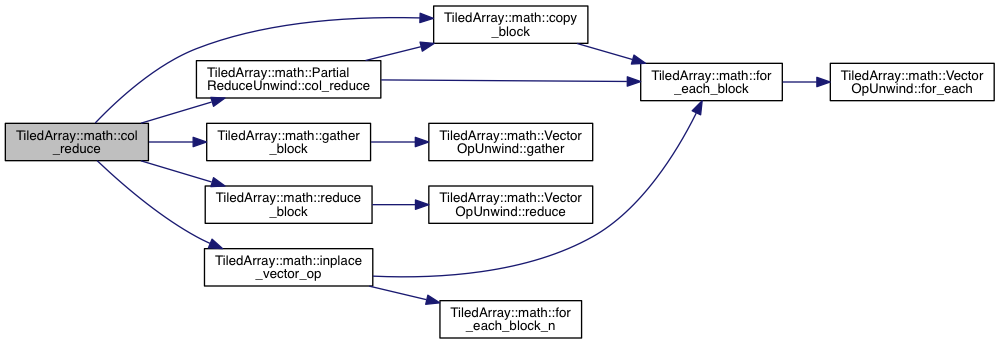 TiledArray::math::col
_reduce
TiledArray::math::copy
_block
TiledArray::math::Partial
ReduceUnwind::col_reduce
TiledArray::math::gather
_block
TiledArray::math::reduce
_block
TiledArray::math::inplace
_vector_op
TiledArray::math::Vector
OpUnwind::gather
TiledArray::math::Vector
OpUnwind::reduce
TiledArray::math::for
_each_block_n
TiledArray::math::for
_each_block
TiledArray::math::Vector
OpUnwind::for_each